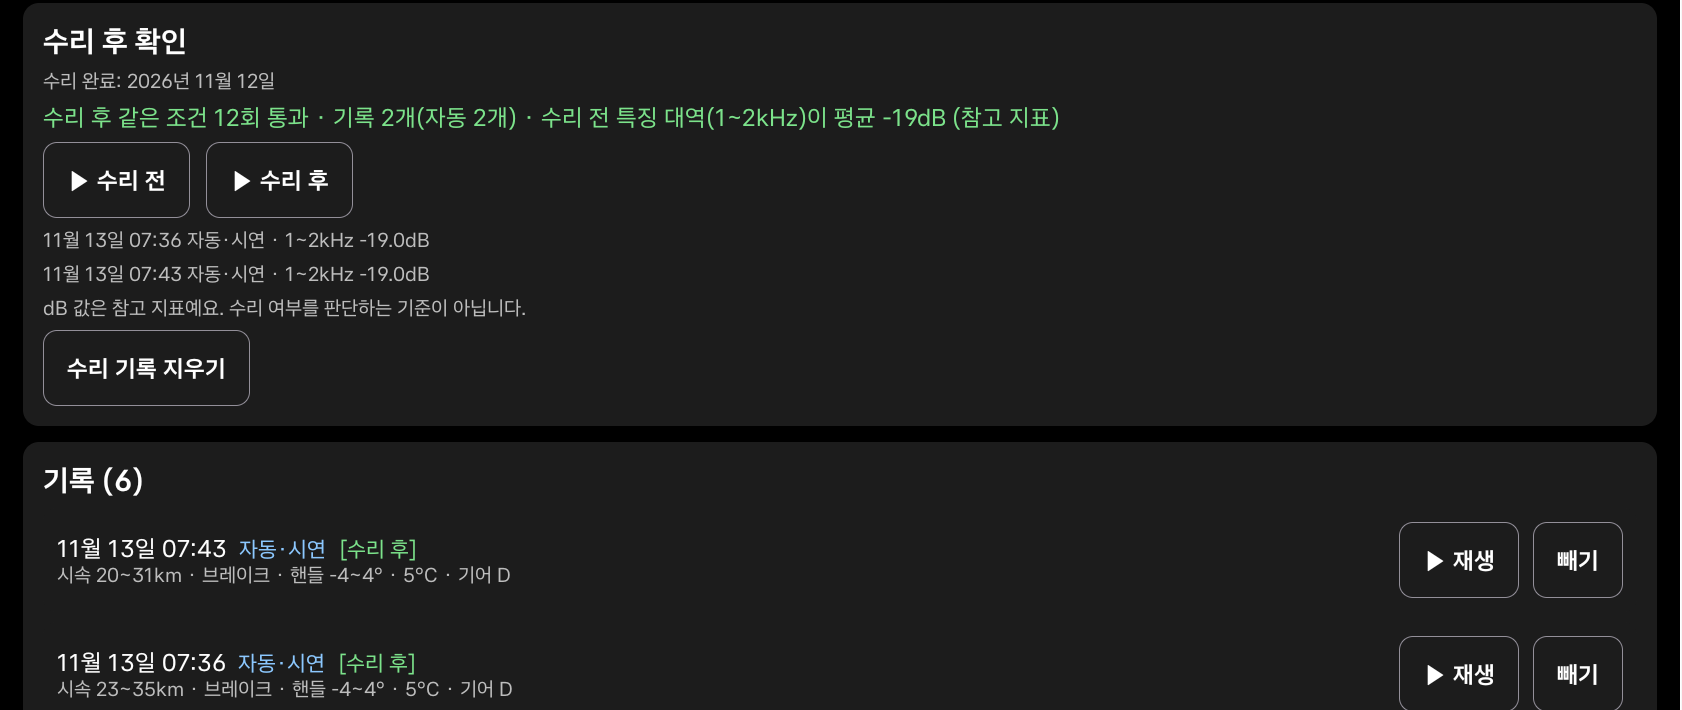 수리 후 확인
수리 완료: 2026년 11월 12일
수리 후 같은 조건 12회 통과 · 기록 2개(자동 2개) · 수리 전 특징 대역(1~2kHz)이 평균 -19dB (참고 지표)
▶ 수리 전 ▶ 수리 후
11월 13일 07:36 자동·시연 · 1~2kHz -19.0dB
11월 13일 07:43 자동·시연 · 1~2kHz -19.0dB
dB 값은 참고 지표예요. 수리 여부를 판단하는 기준이 아닙니다.
수리 기록 지우기
기록 (6)
11월 13일 07:43 자동·시연 [수리 후]
시속 20~31km · 브레이크 · 핸들 -4~4° · 5°C · 기어 D
▶ 재생 빼기
11월 13일 07:36 자동·시연 [수리 후]
시속 23~35km · 브레이크 · 핸들 -4~4° · 5°C · 기어 D
▶ 재생 빼기